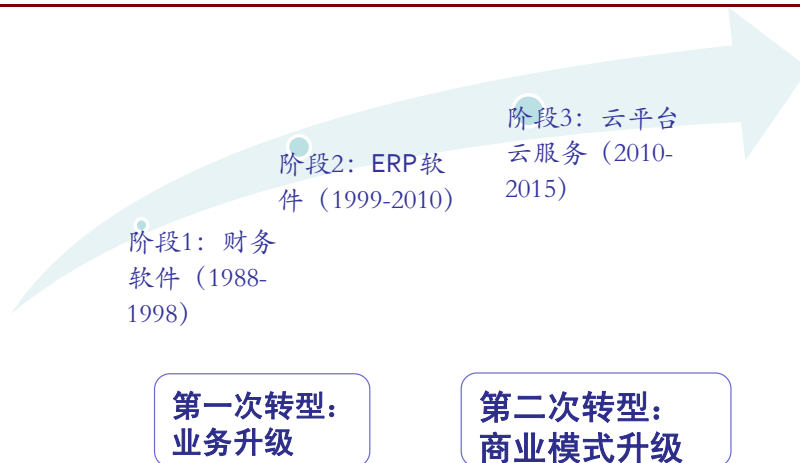 阶段1：财务
软件（1988-
1998）
阶段2：ERP软
件（1999-2010）
阶段3：云平台
云服务（2010-
2015）
第一次转型：
业务升级
第二次转型：
商业模式升级